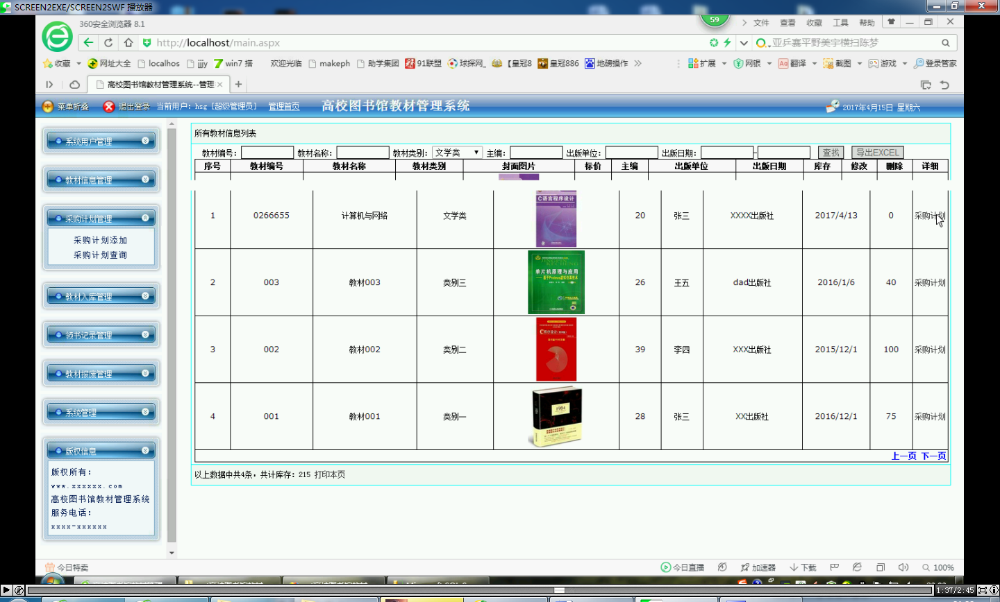 SCREEN2EXE/SCREEN2SWF 播放器
360安全浏览器 8.1
59
文件 查看 收藏 工具 帮助
http://localhost/main.aspx
亚乒赛平野美宇横扫陈梦
收藏 网址大全 localhos jjjy win7 搭 欢迎光临 makeph 助学集团 91联盟 球探网_ 【皇冠8 皇冠886 地磅操作 扩展 网银 翻译 截图 游戏 登录管家
高校图书馆教材管理系统--管理
菜单折叠 退出登录 当前用户：hsg [超级管理员] 管理首页 高校图书馆教材管理系统 2017年4月15日 星期六
系统用户管理
教材信息管理
采购计划管理
采购计划添加
采购计划查询
教材入库管理
领书记录管理
教材报废管理
系统管理
版权信息
版权所有：
www.xxxxxx.com
高校图书馆教材管理系统
服务电话：
xxxx-xxxxxx
所有教材信息列表
教材编号： 教材名称： 教材类别： 文学类 主编： 出版单位： 出版日期： - 查找 导出EXCEL
序号 教材编号 教材名称 教材类别 封面图片 标价 主编 出版单位 出版日期 库存 修改 删除 详细
1 0266655 计算机与网络 文学类 C语言程序设计 20 张三 XXXX出版社 2017/4/13 0 采购计划
2 003 教材003 类别三 单片机原理与应用 26 王五 dad出版社 2016/1/6 40 采购计划
3 002 教材002 类别二 C程序设计 39 李四 XXX出版社 2015/12/1 100 采购计划
4 001 教材001 类别一 1984 28 张三 XX出版社 2016/12/1 75 采购计划
上一页 下一页
以上数据中共4条，共计库存：215 打印本页
今日特卖 今日直播 加速器 下载 100%
1:37/2:45